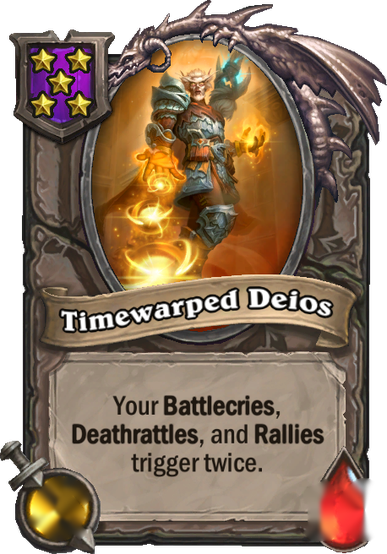 Timewarped Deios
Your Battlecries,
Deathrattles, and Rallies
trigger twice.